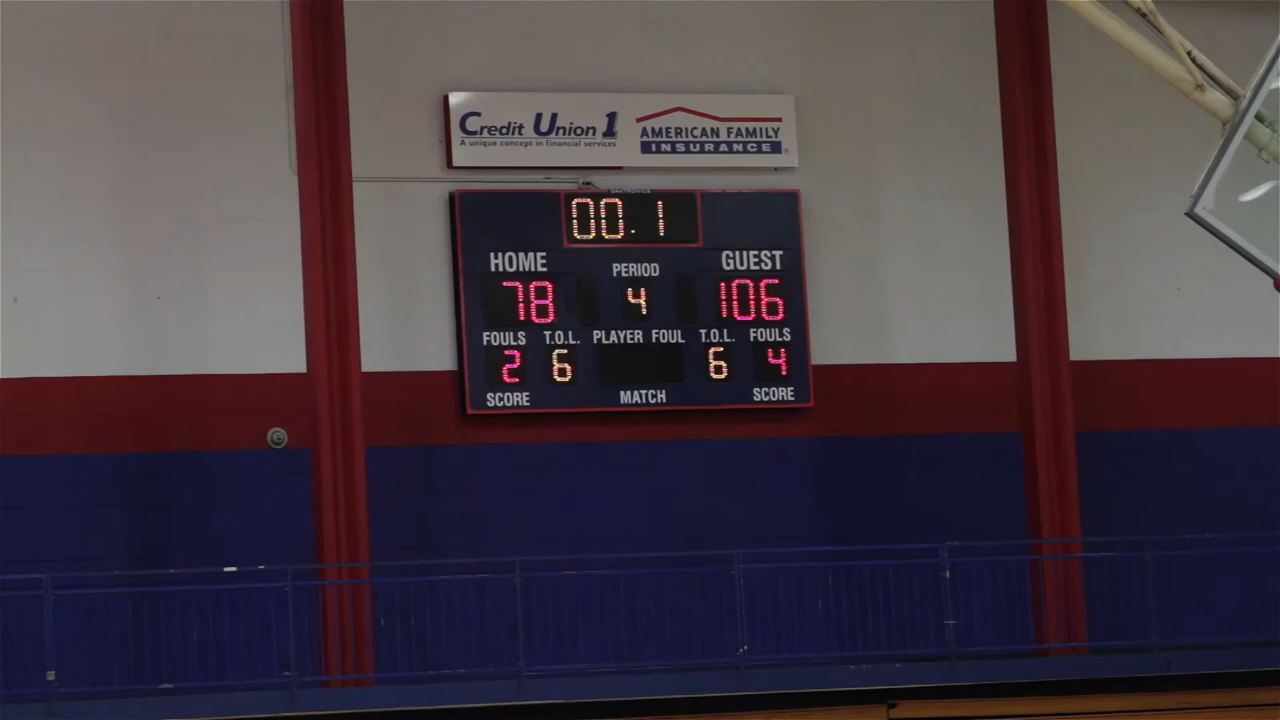 Credit Union 1
A unique concept in financial services
AMERICAN FAMILY
INSURANCE ®
DAKTRONICS
00.1
HOME
PERIOD
GUEST
78
4
106
FOULS T.O.L. PLAYER FOUL T.O.L. FOULS
2 6 6 4
SCORE MATCH SCORE